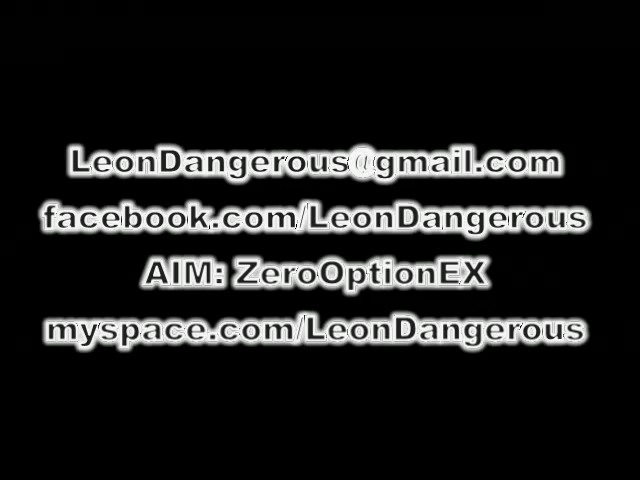 LeonDangerous@gmail.com
facebook.com/LeonDangerous
AIM: ZeroOptionEX
myspace.com/LeonDangerous